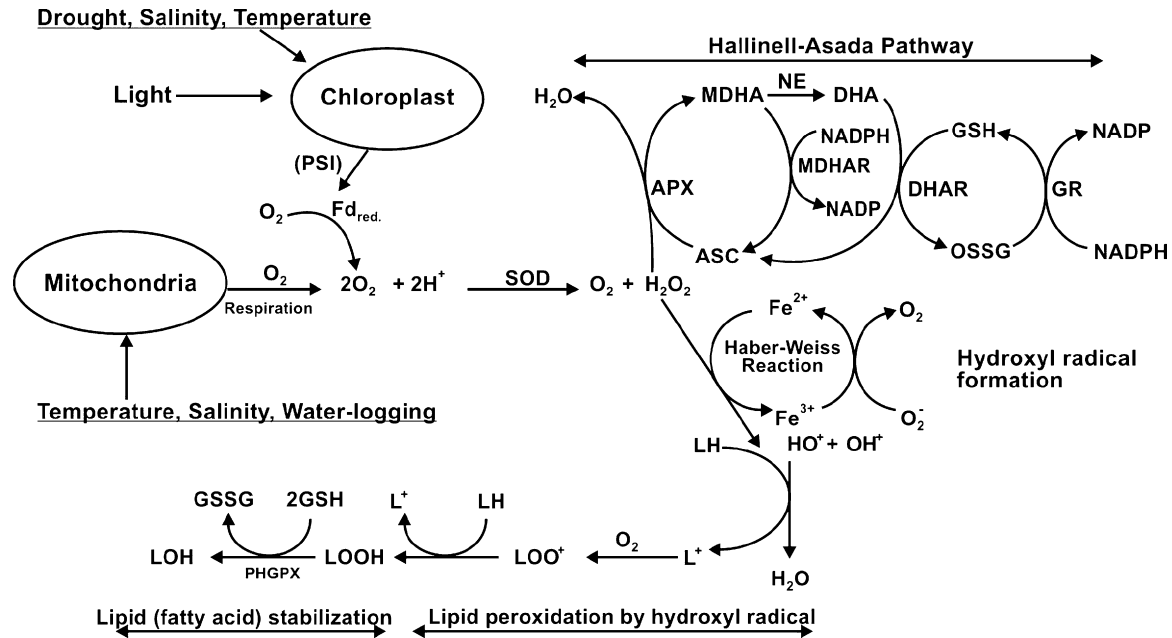 Drought, Salinity, Temperature
Hallinell-Asada Pathway
Light
Chloroplast
H₂O
MDHA
NE
DHA
NADPH
MDHAR
NADP
GSH
NADP
(PSI)
APX
DHAR
GR
O₂
Fd red.
ASC
OSSG
NADPH
Mitochondria
O₂
Respiration
2O₂ + 2H⁺
SOD
O₂ + H₂O₂
Fe²⁺
O₂
Haber-Weiss
Reaction
Hydroxyl radical
formation
Temperature, Salinity, Water-logging
Fe³⁺
O₂⁻
LH
HO⁺ + OH⁺
GSSG
2GSH
L⁺
LH
LOH
PHGPX
LOOH
LOO⁺
O₂
L⁺
H₂O
Lipid (fatty acid) stabilization
Lipid peroxidation by hydroxyl radical